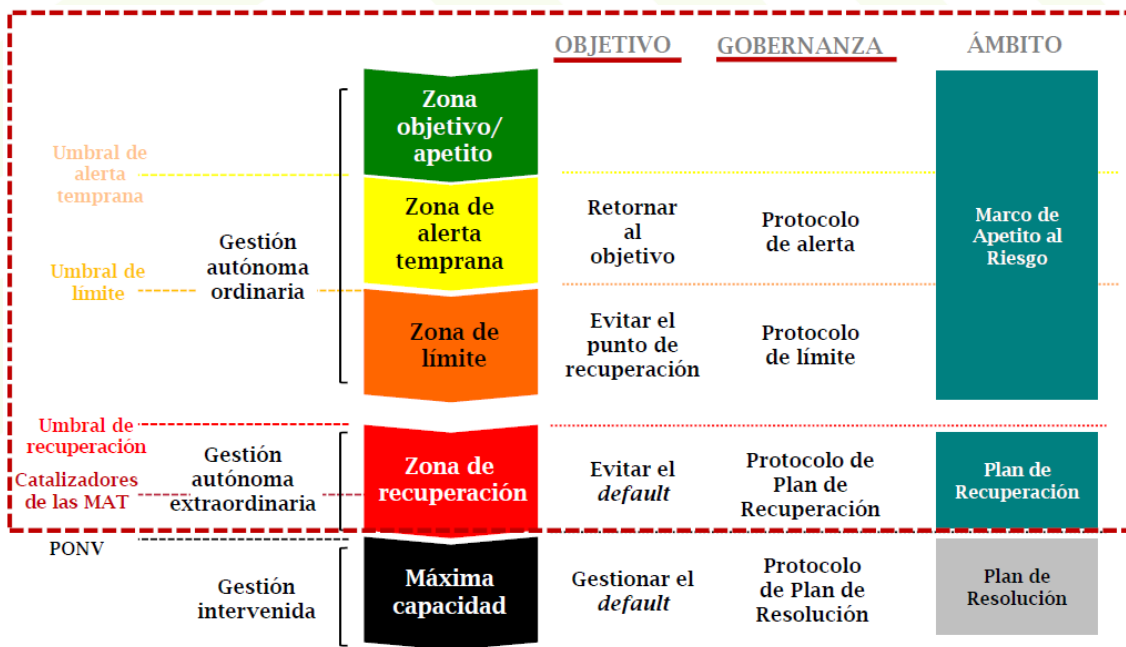 OBJETIVO
GOBERNANZA
ÁMBITO
Zona
objetivo/
apetito
Umbral de
alerta
temprana
Zona de
alerta
temprana
Retornar
al
objetivo
Protocolo
de alerta
Marco de
Apetito al
Riesgo
Gestión
autónoma
ordinaria
Umbral de
límite
Zona de
límite
Evitar el
punto de
recuperación
Protocolo
de límite
Umbral de
recuperación
Catalizadores
de las MAT
Gestión
autónoma
extraordinaria
Zona de
recuperación
Evitar el
default
Protocolo de
Plan de
Recuperación
Plan de
Recuperación
PONV
Gestión
intervenida
Máxima
capacidad
Gestionar el
default
Protocolo
de Plan de
Resolución
Plan de
Resolución